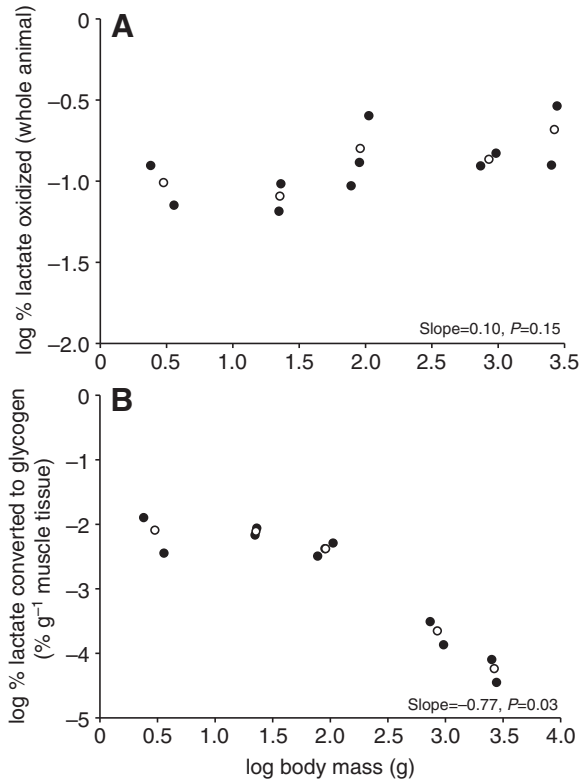 A
log % lactate oxidized (whole animal)
0
–0.5
–1.0
–1.5
–2.0
0 0.5 1.0 1.5 2.0 2.5 3.0 3.5
Slope=0.10, P=0.15
B
log % lactate converted to glycogen
(% g–1 muscle tissue)
0
–1
–2
–3
–4
–5
0 0.5 1.0 1.5 2.0 2.5 3.0 3.5 4.0
Slope=–0.77, P=0.03
log body mass (g)